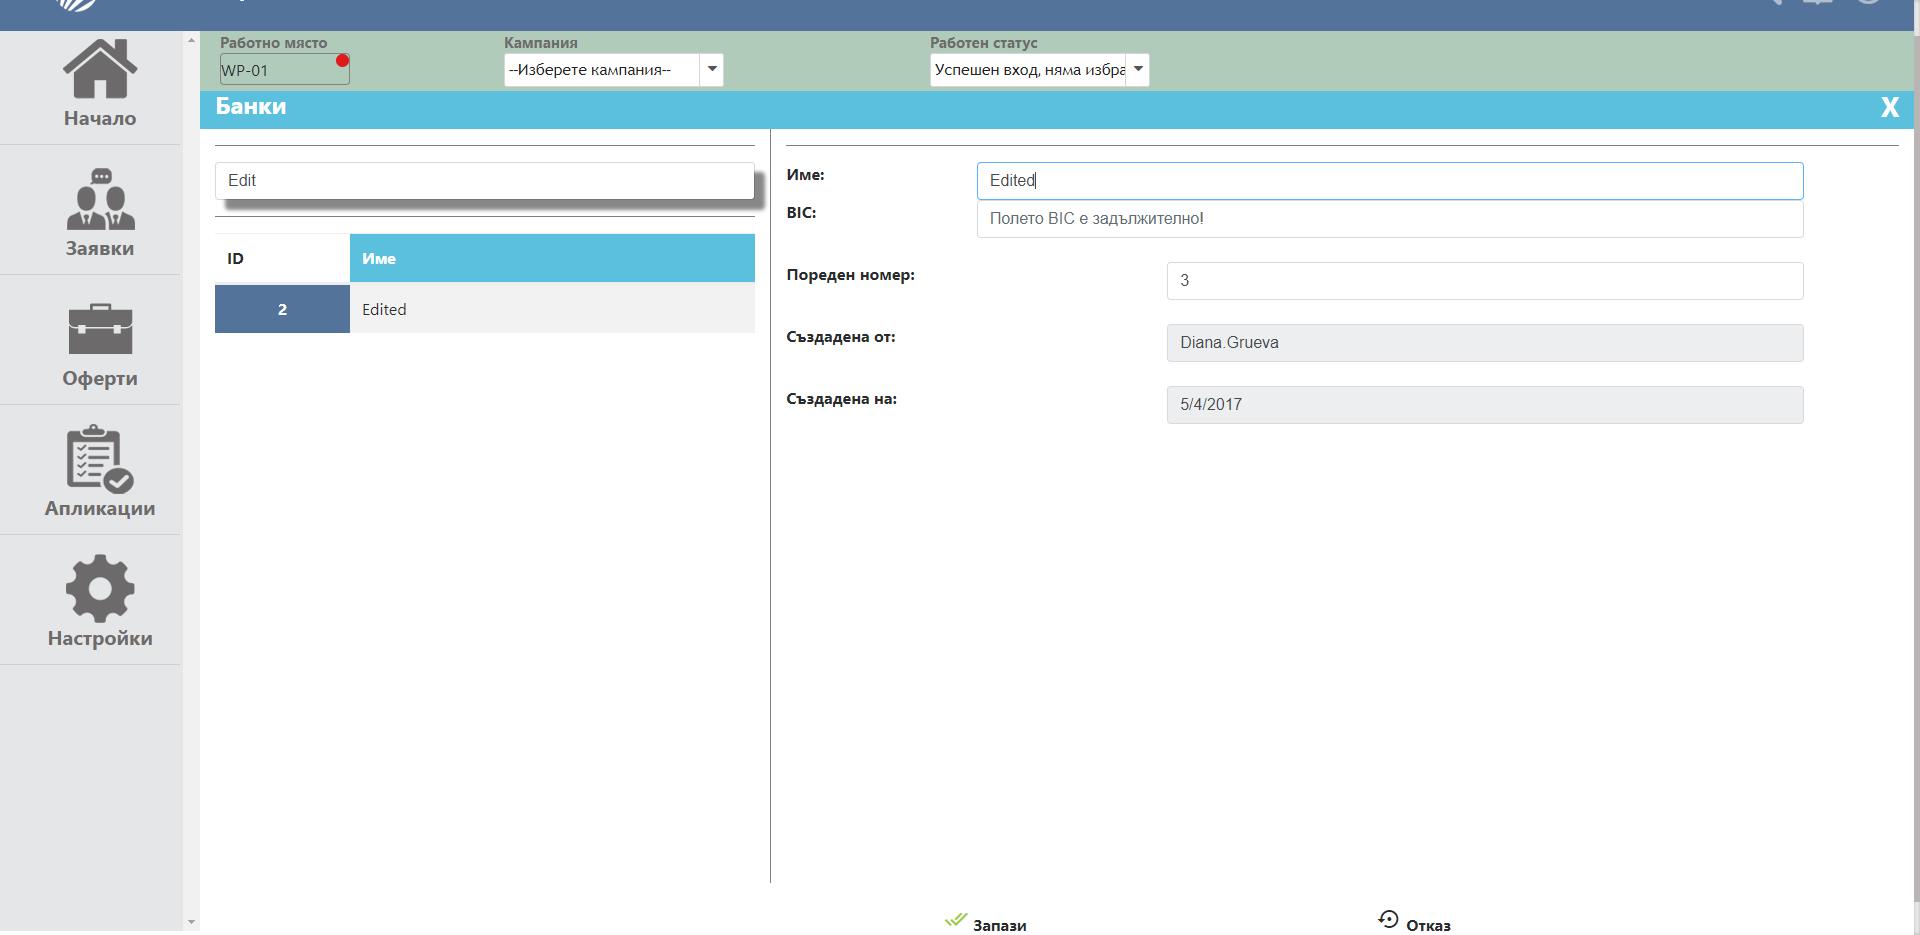 Работно място
WP-01
Кампания
--Изберете кампания--
Работен статус
Успешен вход, няма избра
Банки
X
Начало
Заявки
Оферти
Апликации
Настройки
Edit
ID Име
2 Edited
Име: Edited
BIC: Полето BIC е задължително!
Пореден номер: 3
Създадена от: Diana.Grueva
Създадена на: 5/4/2017
Запази
Отказ